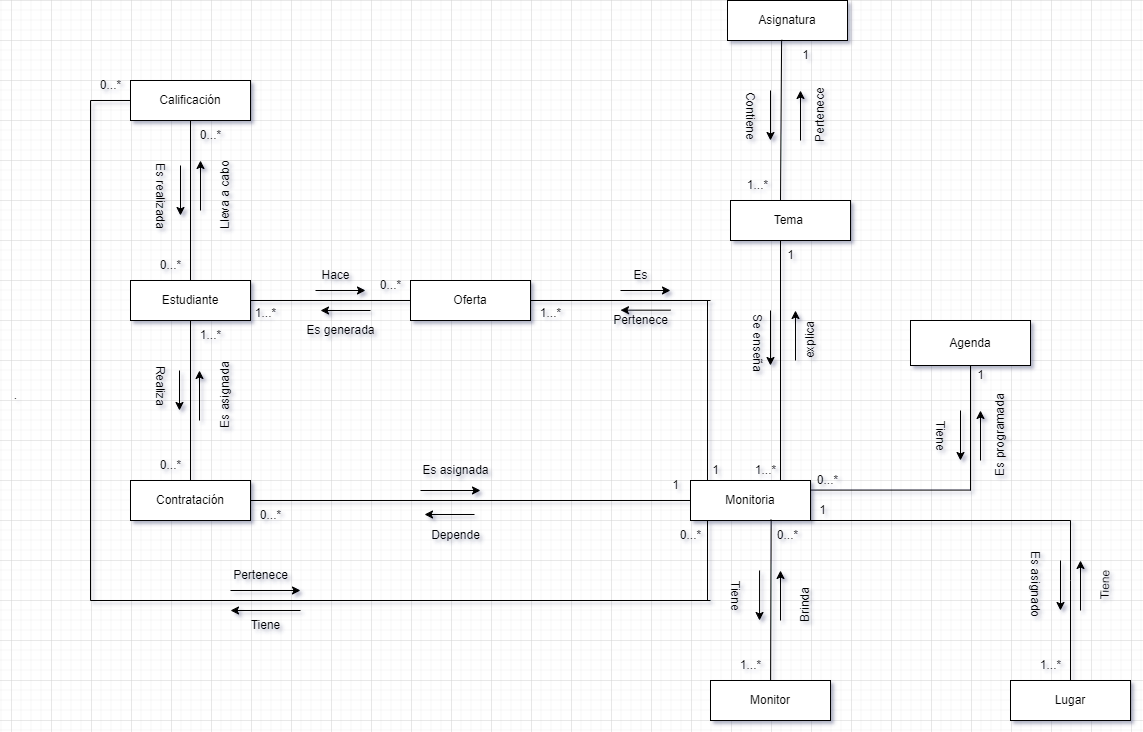 Asignatura
1
Contiene
Pertenece
1...*
Tema
1
Se enseña
explica
1...*
0...*
Calificación
0...*
Es realizada
Lleva a cabo
0...*
Estudiante
1...*
Hace
0...*
Es generada
Oferta
1...*
Es
Pertenece
1
1...*
Realiza
Es asignada
0...*
Contratación
0...*
Es asignada
Depende
1
Monitoria
Agenda
1
Tiene
Es programada
0...*
1
0...*
Pertenece
Tiene
0...*
Tiene
Brinda
1...*
Monitor
Es asignado
Tiene
1...*
Lugar